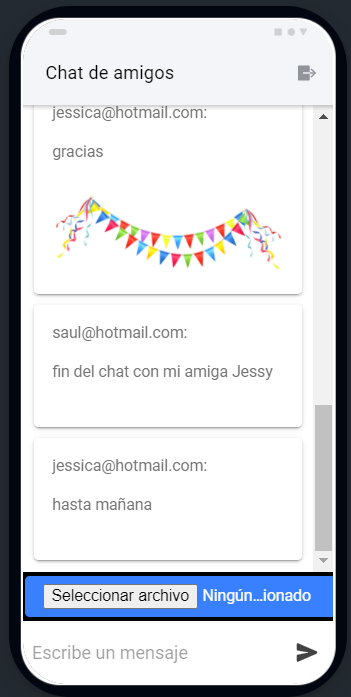 Chat de amigos
jessica@hotmail.com:
gracias
saul@hotmail.com:
fin del chat con mi amiga Jessy
jessica@hotmail.com:
hasta mañana
Seleccionar archivo Ningún...ionado
Escribe un mensaje